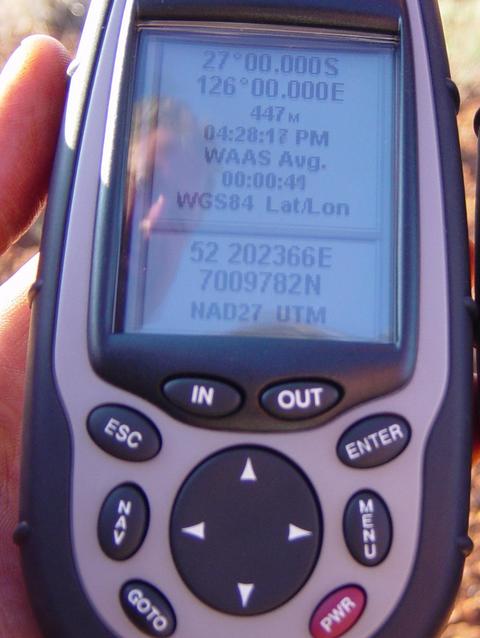 27°00.000S
126°00.000E
447M
04:28:17 PM
WAAS Avg.
00:00:41
WGS84 Lat/Lon
52 202366E
7009782N
NAD27 UTM
IN OUT
ESC ENTER
NAV MENU
GOTO PWR